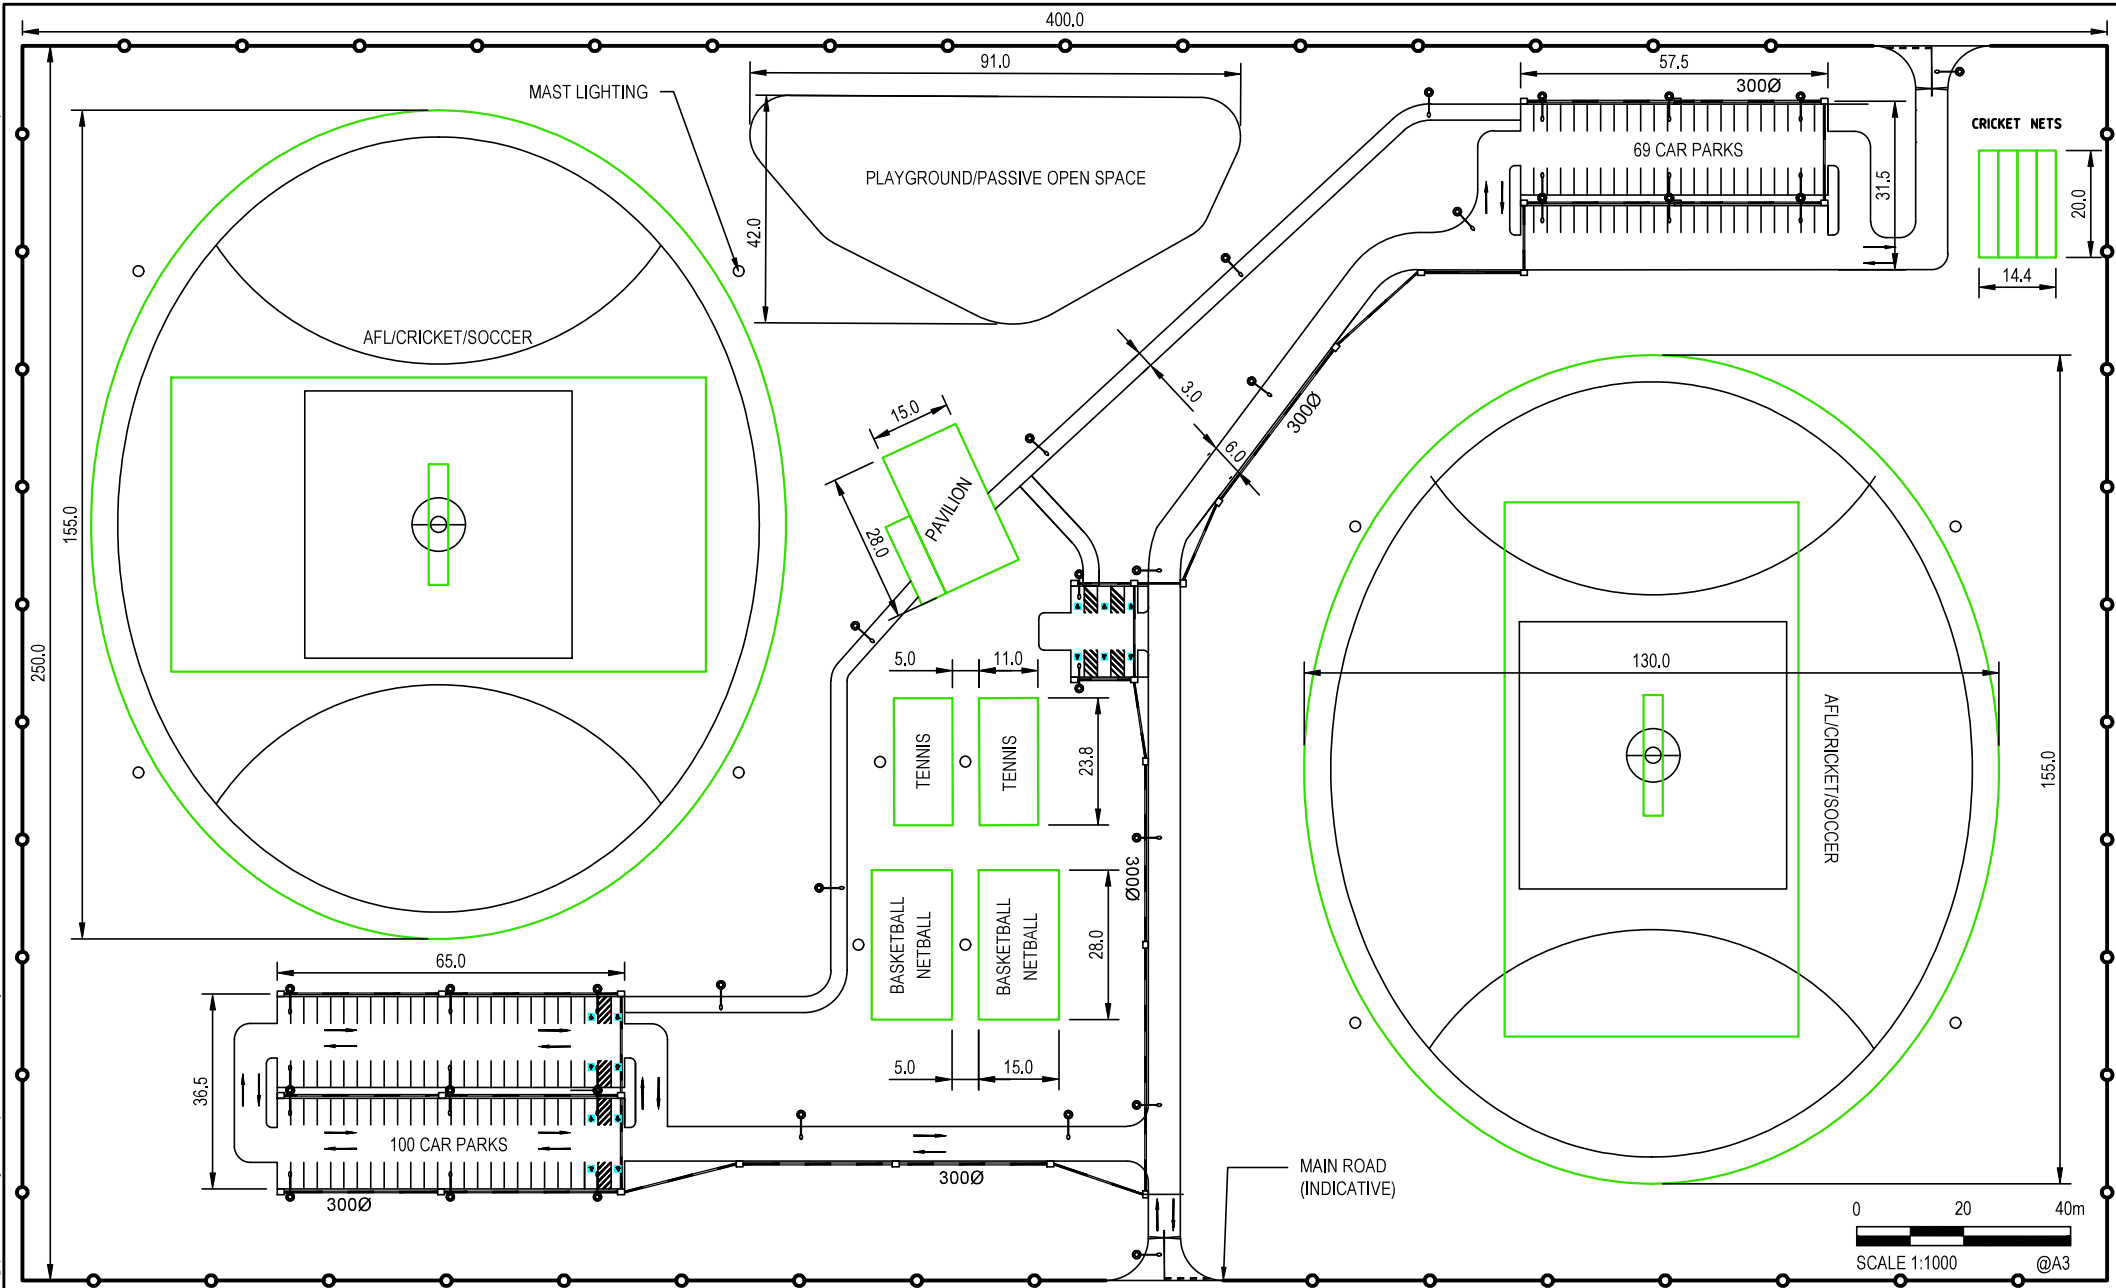 400.0
91.0
57.5
300Ø
MAST LIGHTING
CRICKET NETS
69 CAR PARKS
PLAYGROUND/PASSIVE OPEN SPACE
31.5
20.0
42.0
14.4
AFL/CRICKET/SOCCER
3.0
300Ø
15.0
6.0
PAVILION
28.0
155.0
250.0
5.0
11.0
130.0
TENNIS
TENNIS
23.8
AFL/CRICKET/SOCCER
155.0
300Ø
BASKETBALL
NETBALL
BASKETBALL
NETBALL
28.0
65.0
36.5
5.0
15.0
100 CAR PARKS
300Ø
300Ø
MAIN ROAD
(INDICATIVE)
0 20 40m
SCALE 1:1000 @A3